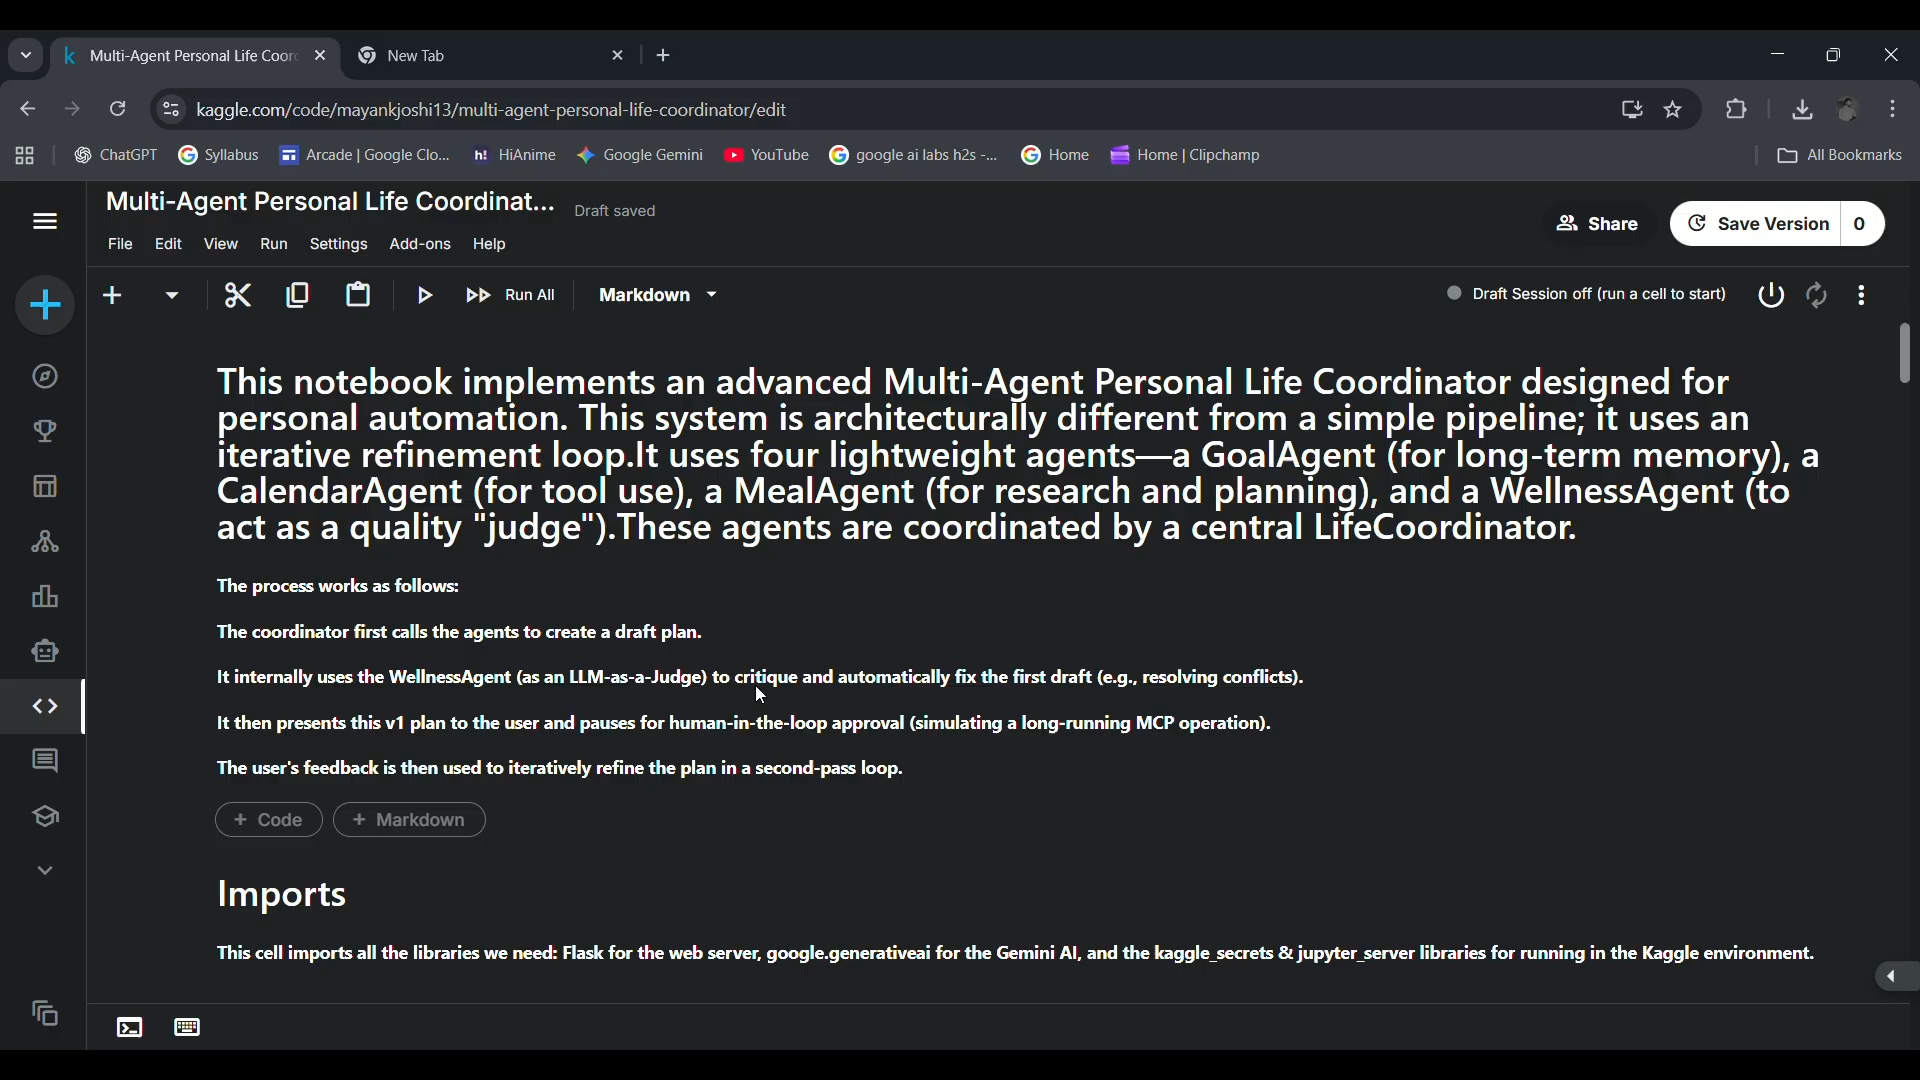 Multi-Agent Personal Life Coor
New Tab
kaggle.com/code/mayankjoshi13/multi-agent-personal-life-coordinator/edit
ChatGPT
Syllabus
Arcade | Google Clo...
h! HiAnime
Google Gemini
YouTube
google ai labs h2s -...
Home
Home | Clipchamp
All Bookmarks
Multi-Agent Personal Life Coordinat...
Draft saved
File Edit View Run Settings Add-ons Help
Share
Save Version 0
Run All
Markdown
Draft Session off (run a cell to start)
This notebook implements an advanced Multi-Agent Personal Life Coordinator designed for
personal automation. This system is architecturally different from a simple pipeline; it uses an
iterative refinement loop.It uses four lightweight agents—a GoalAgent (for long-term memory), a
CalendarAgent (for tool use), a MealAgent (for research and planning), and a WellnessAgent (to
act as a quality "judge").These agents are coordinated by a central LifeCoordinator.
The process works as follows:
The coordinator first calls the agents to create a draft plan.
It internally uses the WellnessAgent (as an LLM-as-a-Judge) to critique and automatically fix the first draft (e.g., resolving conflicts).
It then presents this v1 plan to the user and pauses for human-in-the-loop approval (simulating a long-running MCP operation).
The user's feedback is then used to iteratively refine the plan in a second-pass loop.
+ Code
+ Markdown
Imports
This cell imports all the libraries we need: Flask for the web server, google.generativeai for the Gemini AI, and the kaggle_secrets & jupyter_server libraries for running in the Kaggle environment.